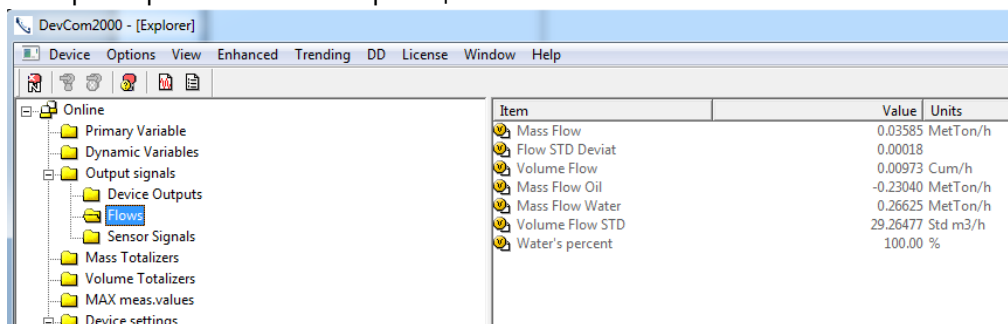 DevCom2000 - [Explorer]
Device Options View Enhanced Trending DD License Window Help
Online
Primary Variable
Dynamic Variables
Output signals
Device Outputs
Flows
Sensor Signals
Mass Totalizers
Volume Totalizers
MAX meas.values
Device settings
Item Value Units
Mass Flow 0.03585 MetTon/h
Flow STD Deviat 0.00018
Volume Flow 0.00973 Cum/h
Mass Flow Oil -0.23040 MetTon/h
Mass Flow Water 0.26625 MetTon/h
Volume Flow STD 29.26477 Std m3/h
Water's percent 100.00 %